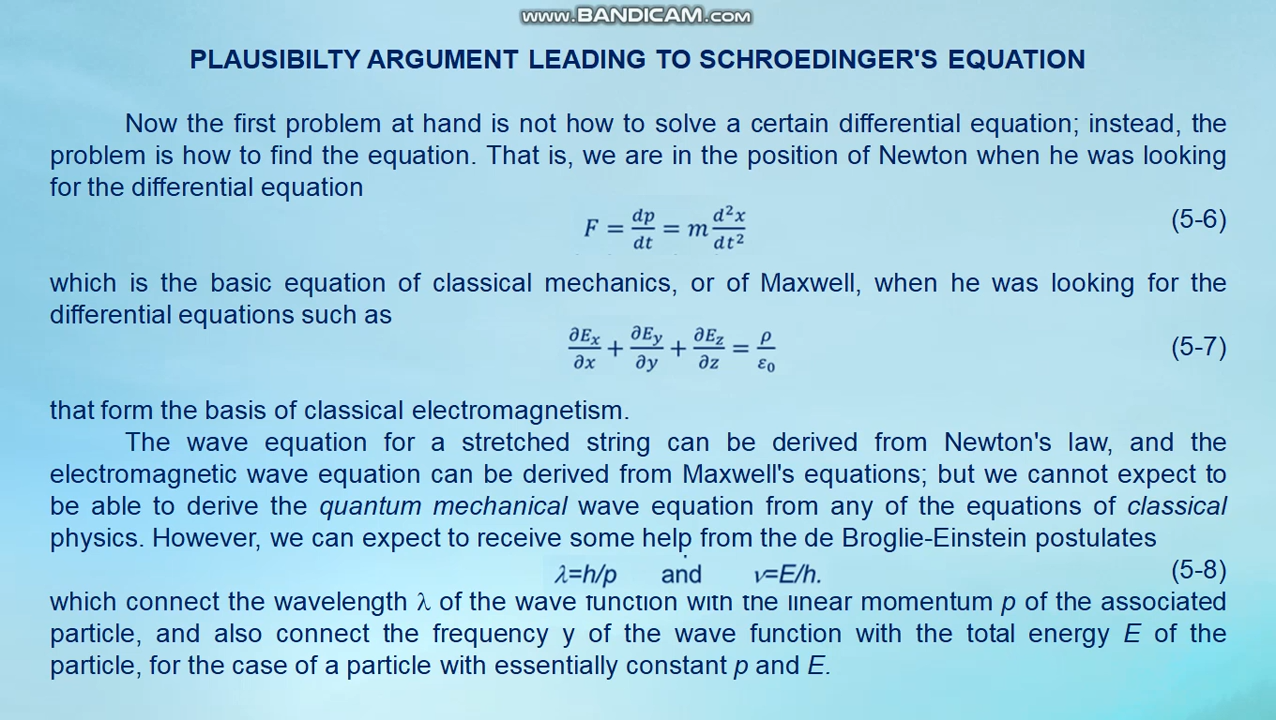 www.BANDICAM.com
PLAUSIBILTY ARGUMENT LEADING TO SCHROEDINGER'S EQUATION
Now the first problem at hand is not how to solve a certain differential equation; instead, the
problem is how to find the equation. That is, we are in the position of Newton when he was looking
for the differential equation
F = dp/dt = m d²x/dt² (5-6)
which is the basic equation of classical mechanics, or of Maxwell, when he was looking for the
differential equations such as
∂Eₓ/∂x + ∂Eᵧ/∂y + ∂E_z/∂z = ρ/ε₀ (5-7)
that form the basis of classical electromagnetism.
The wave equation for a stretched string can be derived from Newton's law, and the
electromagnetic wave equation can be derived from Maxwell's equations; but we cannot expect to
be able to derive the quantum mechanical wave equation from any of the equations of classical
physics. However, we can expect to receive some help from the de Broglie-Einstein postulates
λ=h/p and ν=E/h. (5-8)
which connect the wavelength λ of the wave function with the linear momentum p of the associated
particle, and also connect the frequency y of the wave function with the total energy E of the
particle, for the case of a particle with essentially constant p and E.